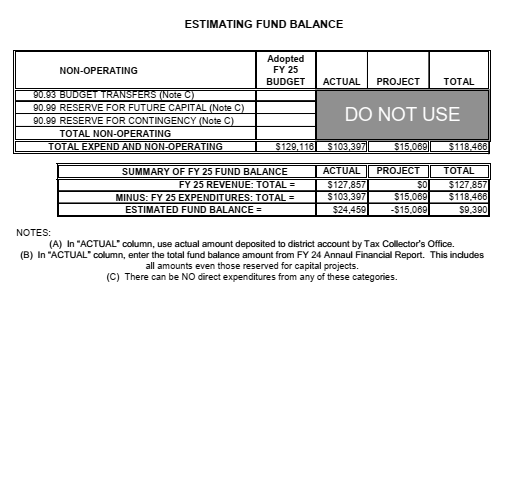 ESTIMATING FUND BALANCE
NON-OPERATING Adopted FY 25 BUDGET ACTUAL PROJECT TOTAL
90.93 BUDGET TRANSFERS (Note C)
90.99 RESERVE FOR FUTURE CAPITAL (Note C)
90.99 RESERVE FOR CONTINGENCY (Note C)
DO NOT USE
TOTAL NON-OPERATING
TOTAL EXPEND AND NON-OPERATING $129,116 $103,397 $15,069 $118,466
SUMMARY OF FY 25 FUND BALANCE ACTUAL PROJECT TOTAL
FY 25 REVENUE: TOTAL = $127,857 $0 $127,857
MINUS: FY 25 EXPENDITURES: TOTAL = $103,397 $15,069 $118,466
ESTIMATED FUND BALANCE = $24,459 -$15,069 $9,390
NOTES:
(A) In "ACTUAL" column, use actual amount deposited to district account by Tax Collector's Office.
(B) In "ACTUAL" column, enter the total fund balance amount from FY 24 Annaul Financial Report. This includes
all amounts even those reserved for capital projects.
(C) There can be NO direct expenditures from any of these categories.